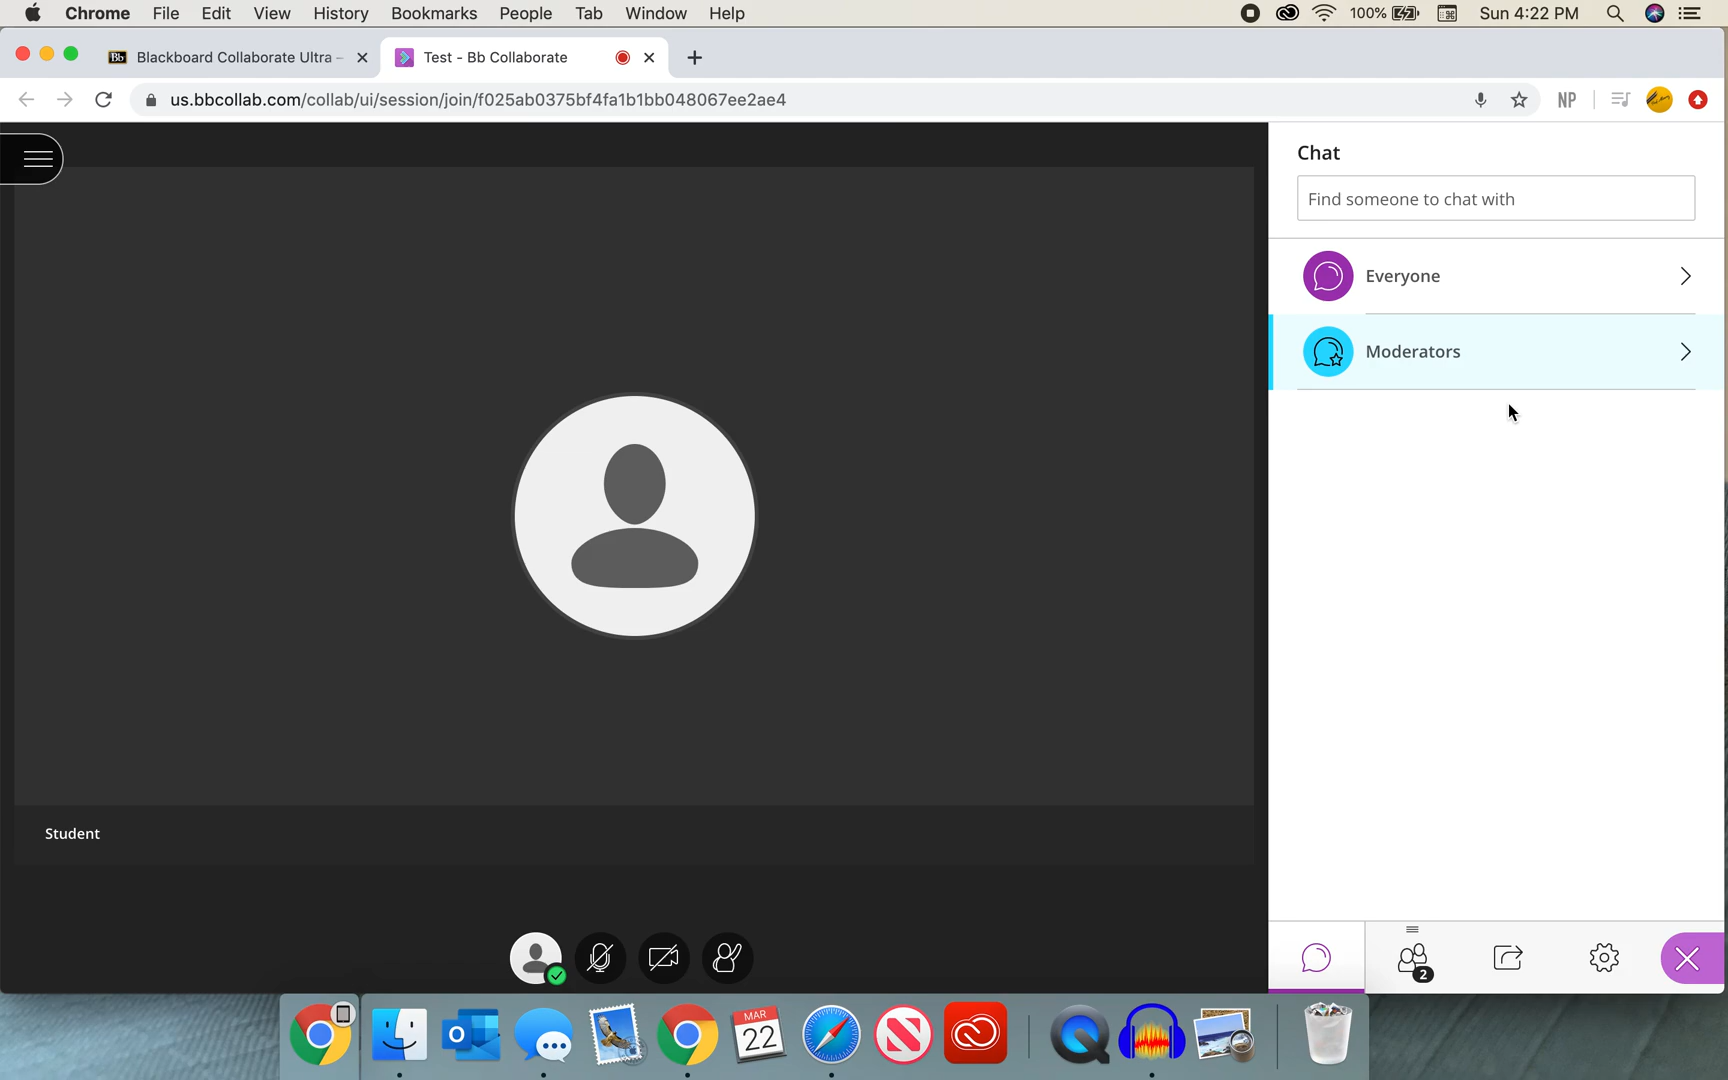 Chrome File Edit View History Bookmarks People Tab Window Help 100% Sun 4:22 PM
Bb Blackboard Collaborate Ultra – Test - Bb Collaborate
us.bbcollab.com/collab/ui/session/join/f025ab0375bf4fa1b1bb048067ee2ae4 NP
Chat
Find someone to chat with
Everyone
Moderators
Student
2
MAR
22